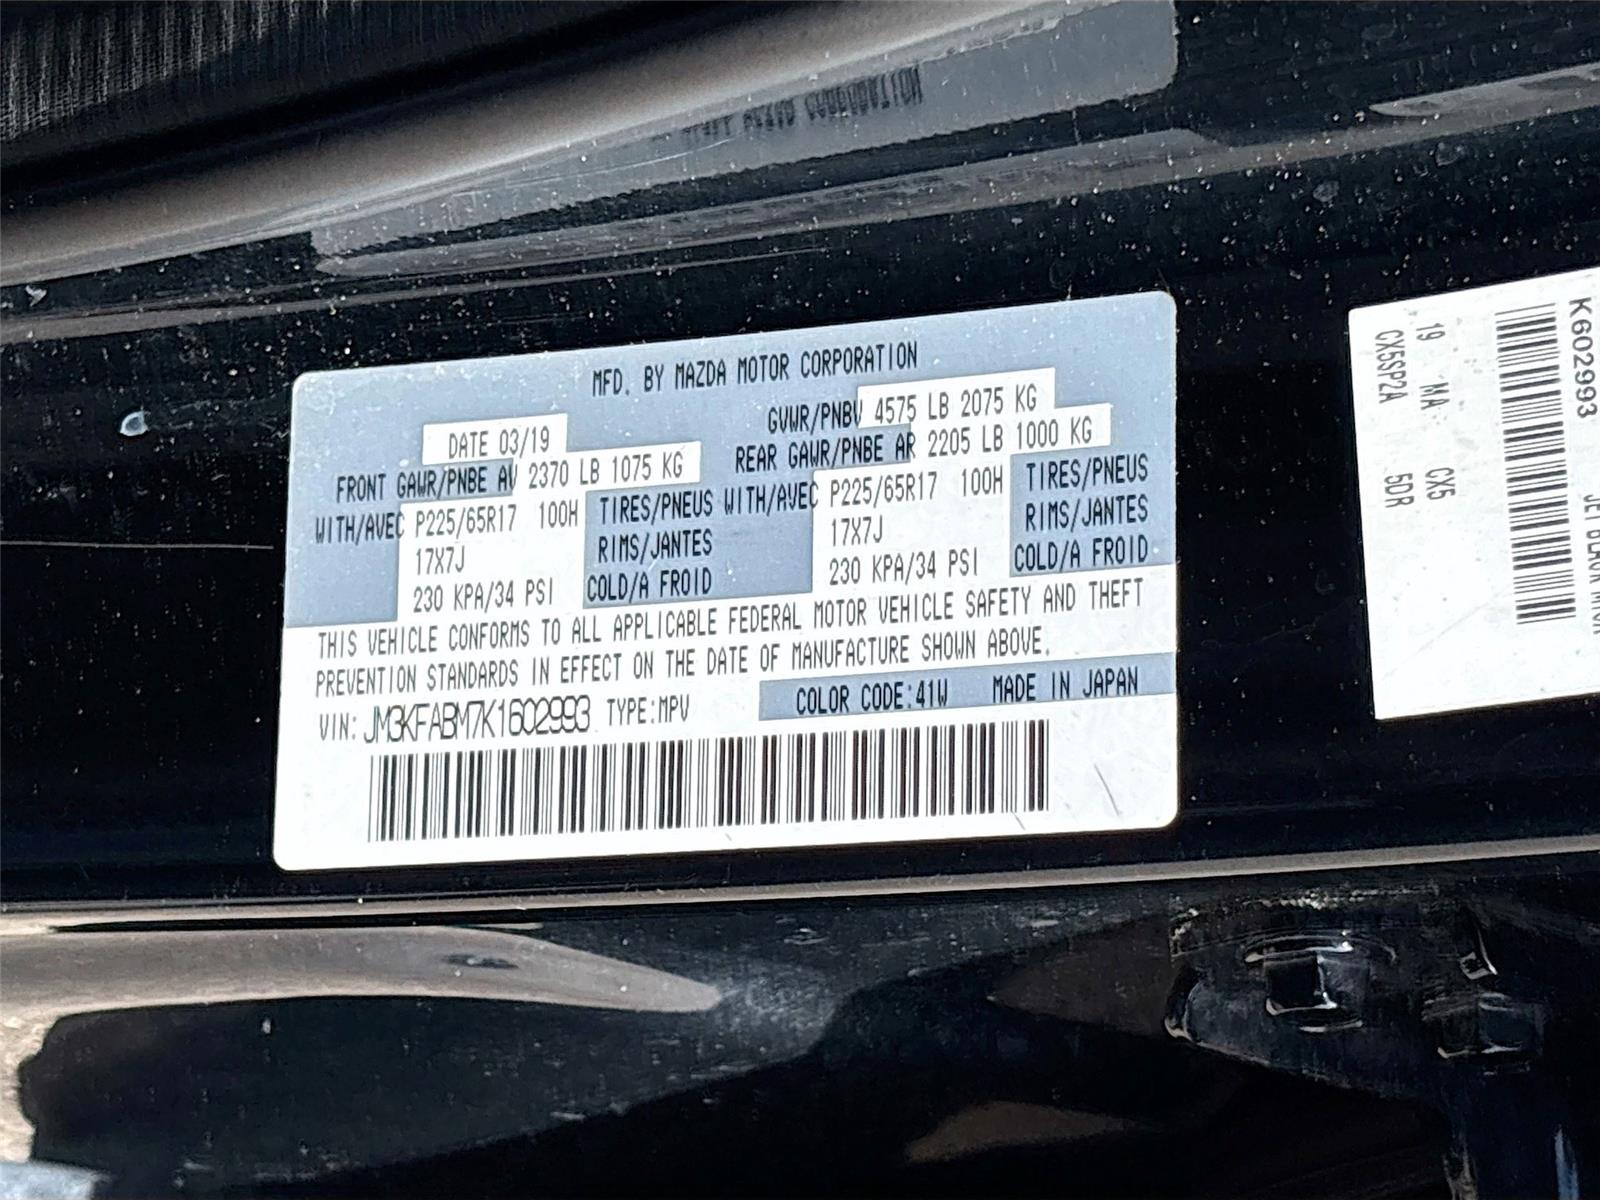 MFD. BY MAZDA MOTOR CORPORATION
DATE 03/19
GVWR/PNBV 4575 LB 2075 KG
FRONT GAWR/PNBE AV 2370 LB 1075 KG
REAR GAWR/PNBE AR 2205 LB 1000 KG
WITH/AVEC P225/65R17 100H TIRES/PNEUS
17X7J RIMS/JANTES
230 KPA/34 PSI COLD/A FROID
WITH/AVEC P225/65R17 100H TIRES/PNEUS
17X7J RIMS/JANTES
230 KPA/34 PSI COLD/A FROID
THIS VEHICLE CONFORMS TO ALL APPLICABLE FEDERAL MOTOR VEHICLE SAFETY AND THEFT
PREVENTION STANDARDS IN EFFECT ON THE DATE OF MANUFACTURE SHOWN ABOVE.
VIN: JM3KFABM7K1602993 TYPE:MPV
COLOR CODE:41W MADE IN JAPAN
K602993
19 MA CX5
CX5SP2A 5DR
JET BLACK